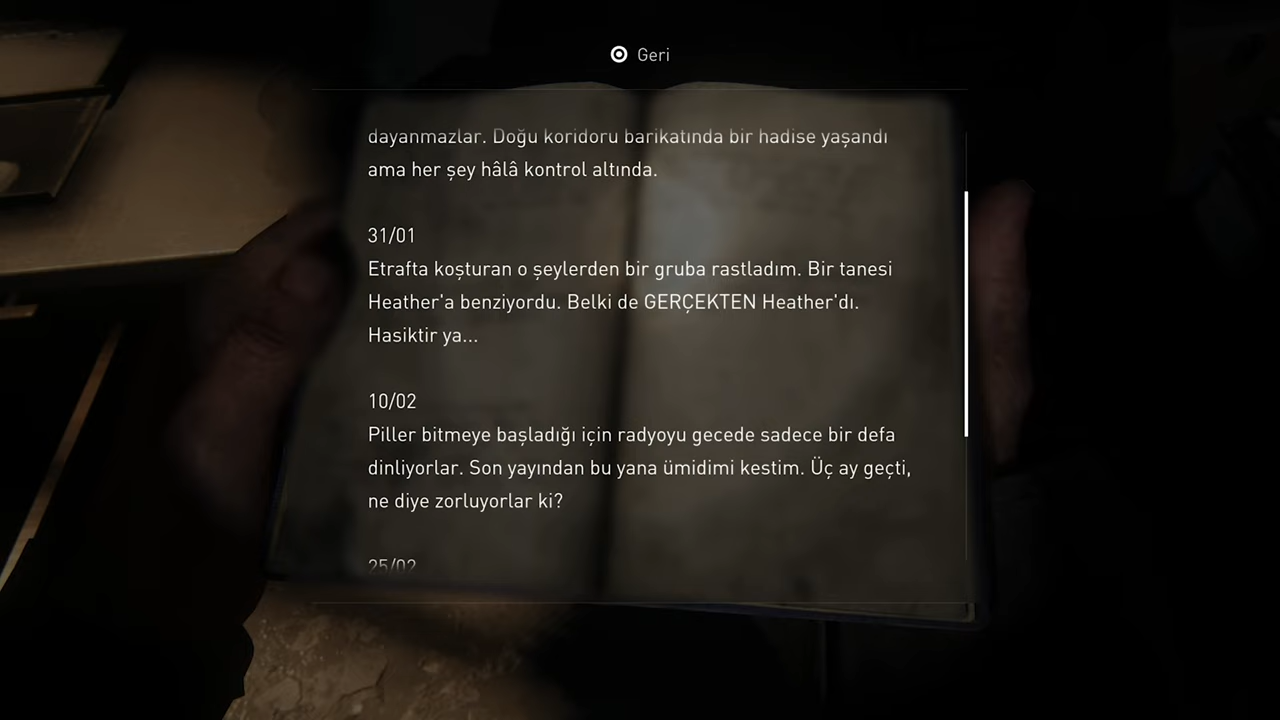 Geri
dayanmazlar. Doğu koridoru barikatında bir hadise yaşandı
ama her şey hâlâ kontrol altında.
31/01
Etrafta koşturan o şeylerden bir gruba rastladım. Bir tanesi
Heather'a benziyordu. Belki de GERÇEKTEN Heather'dı.
Hasiktir ya...
10/02
Piller bitmeye başladığı için radyoyu gecede sadece bir defa
dinliyorlar. Son yayından bu yana ümidimi kestim. Üç ay geçti,
ne diye zorluyorlar ki?
25/02